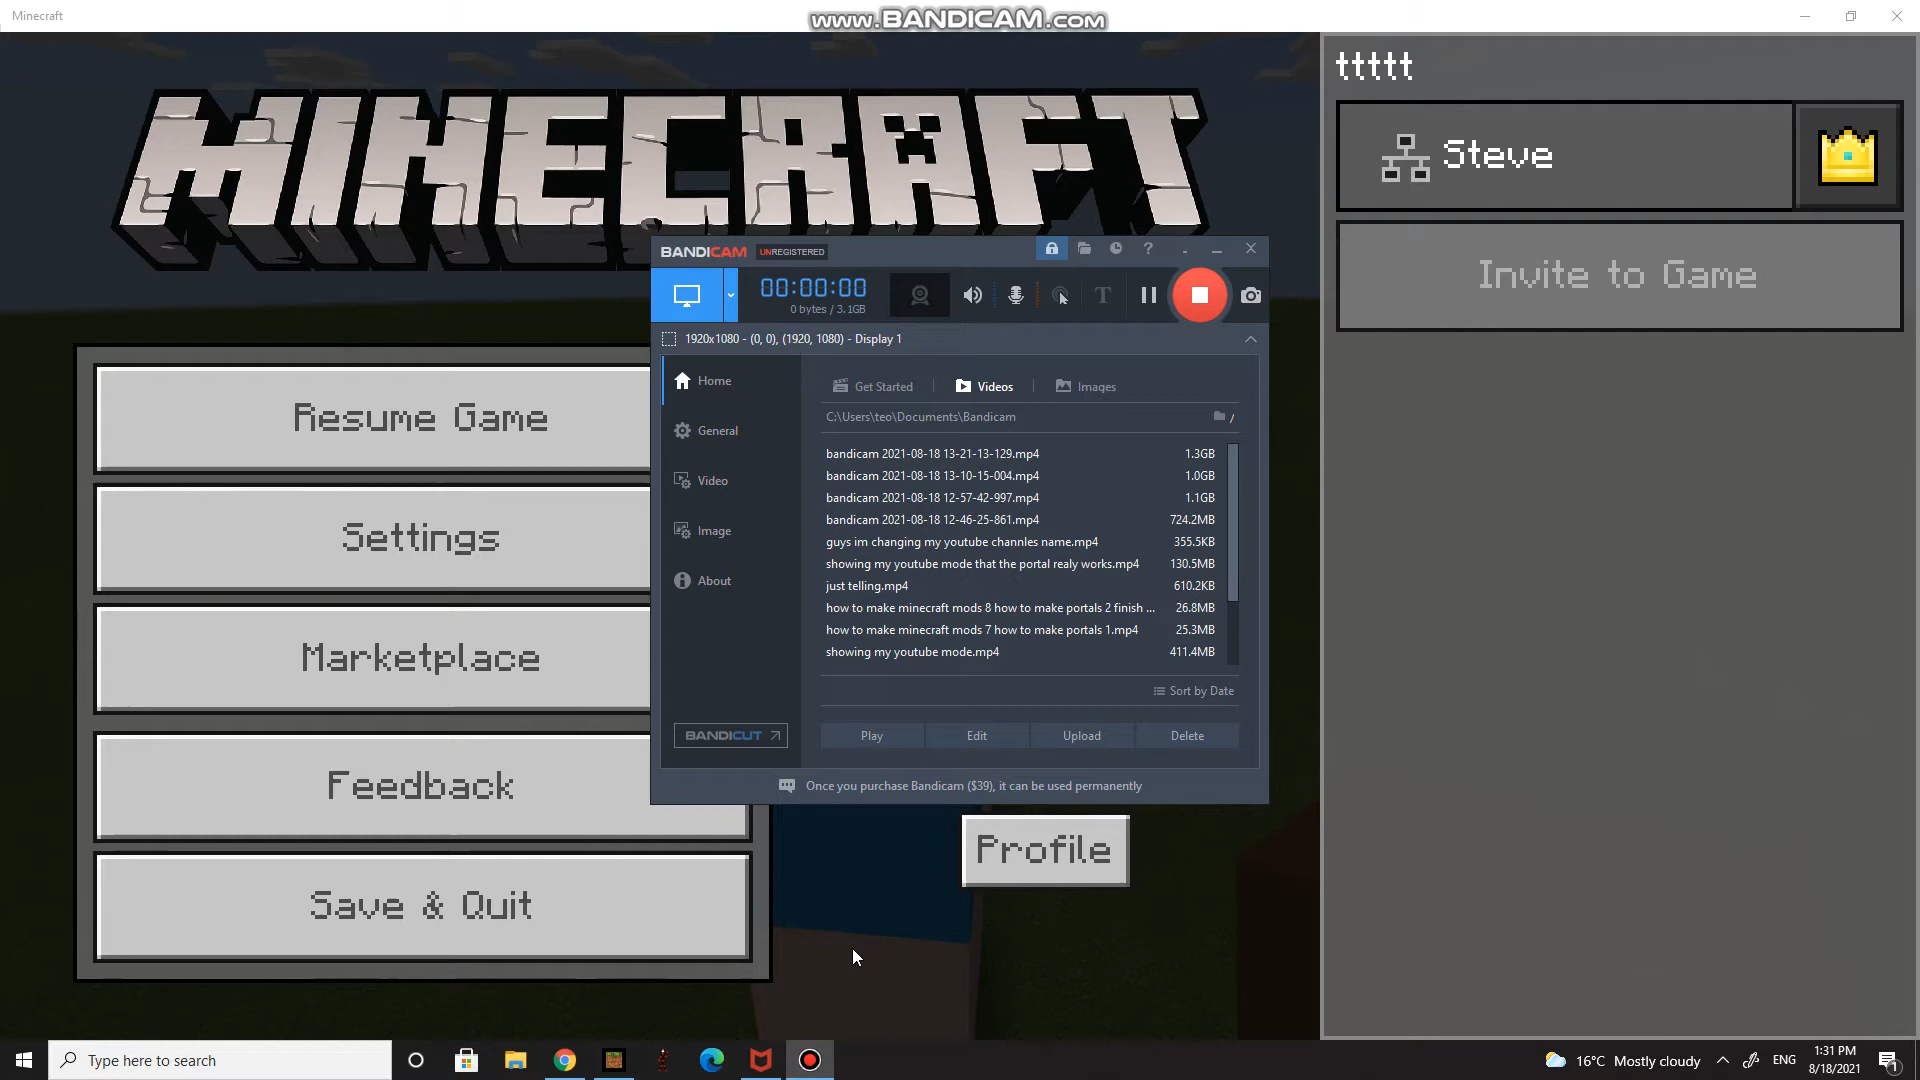 Minecraft
www.BANDICAM.com
MINECRAFT
ttttt
Steve
Invite to Game
BANDICAM UNREGISTERED
?
00:00:00
0 bytes / 3.1GB
T
1920x1080 - (0, 0), (1920, 1080) - Display 1
Home
General
Video
Image
About
BANDICUT
Get Started
Videos
Images
C:\Users\teo\Documents\Bandicam
/
bandicam 2021-08-18 13-21-13-129.mp4 1.3GB
bandicam 2021-08-18 13-10-15-004.mp4 1.0GB
bandicam 2021-08-18 12-57-42-997.mp4 1.1GB
bandicam 2021-08-18 12-46-25-861.mp4 724.2MB
guys im changing my youtube channles name.mp4 355.5KB
showing my youtube mode that the portal realy works.mp4 130.5MB
just telling.mp4 610.2KB
how to make minecraft mods 8 how to make portals 2 finish ... 26.8MB
how to make minecraft mods 7 how to make portals 1.mp4 25.3MB
showing my youtube mode.mp4 411.4MB
Sort by Date
Play Edit Upload Delete
Once you purchase Bandicam ($39), it can be used permanently
Resume Game
Settings
Marketplace
Feedback
Save & Quit
Profile
Type here to search
16°C Mostly cloudy
ENG
1:31 PM
8/18/2021
1